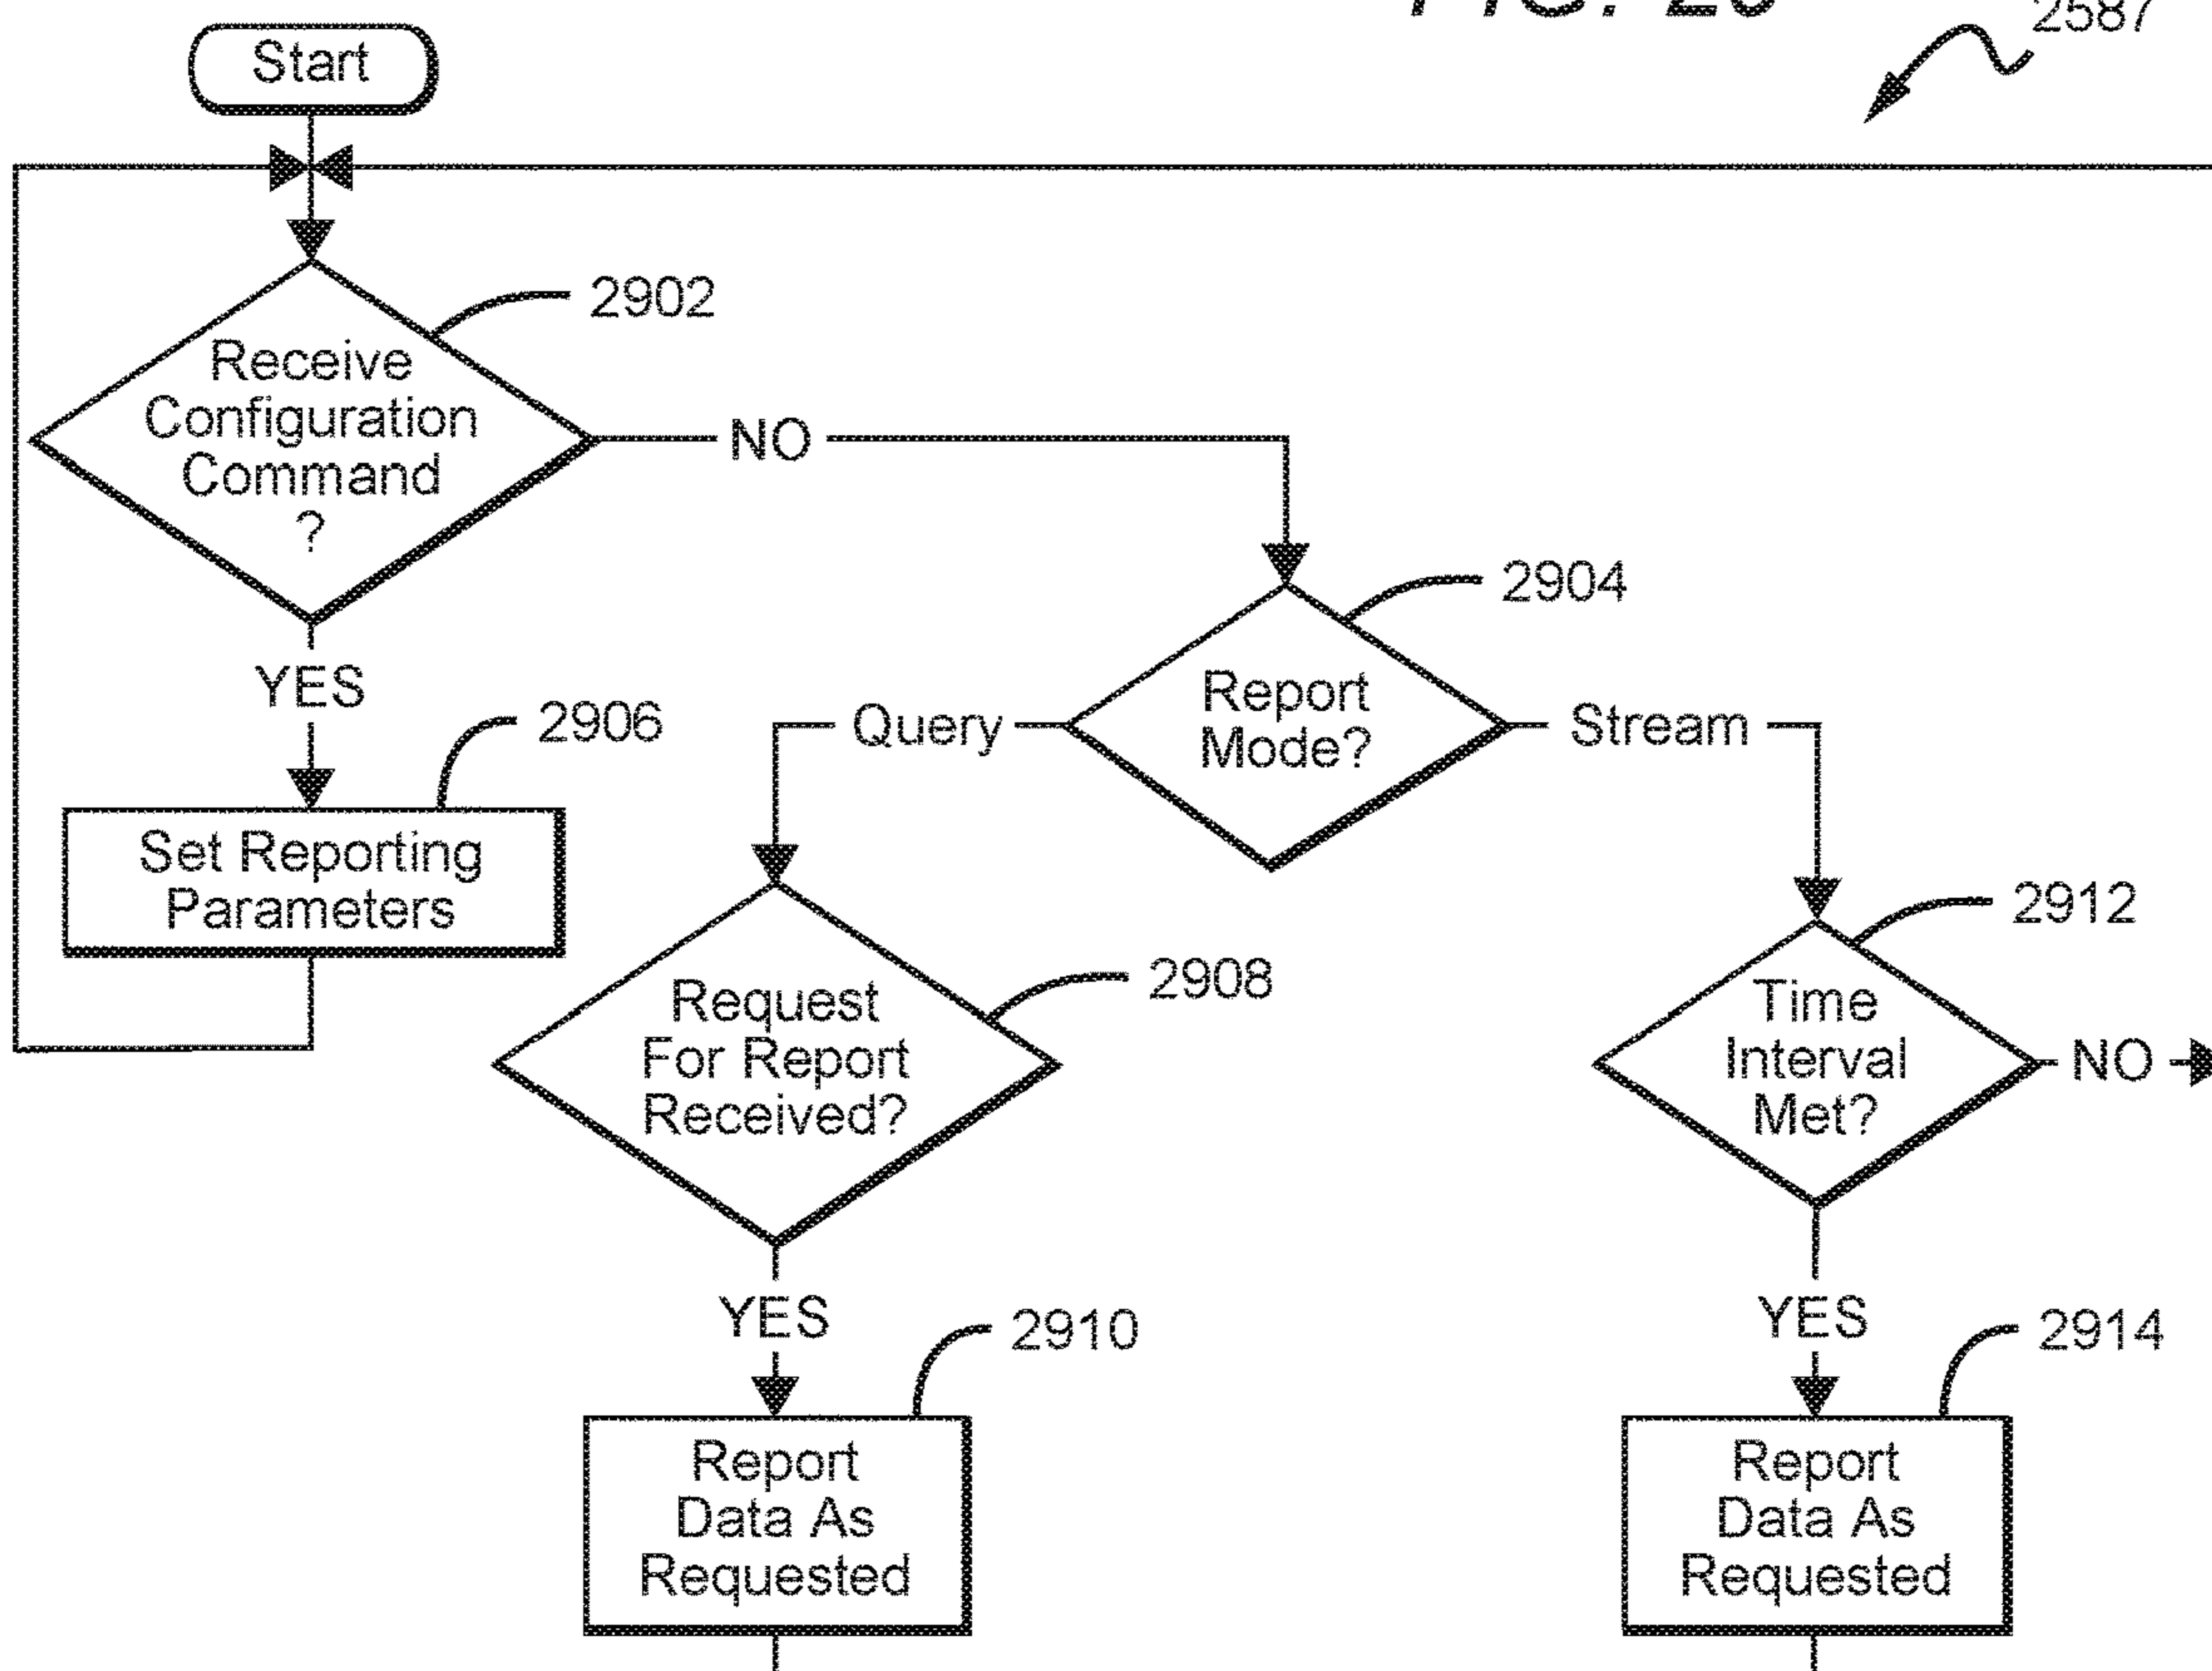 2587
Start
2902
Receive
Configuration
Command
?
NO
2904
YES
Report
Mode?
Query
Stream
2906
Set Reporting
Parameters
2912
2908
Request
For Report
Received?
Time
Interval
Met?
NO
YES
2910
YES
2914
Report
Data As
Requested
Report
Data As
Requested